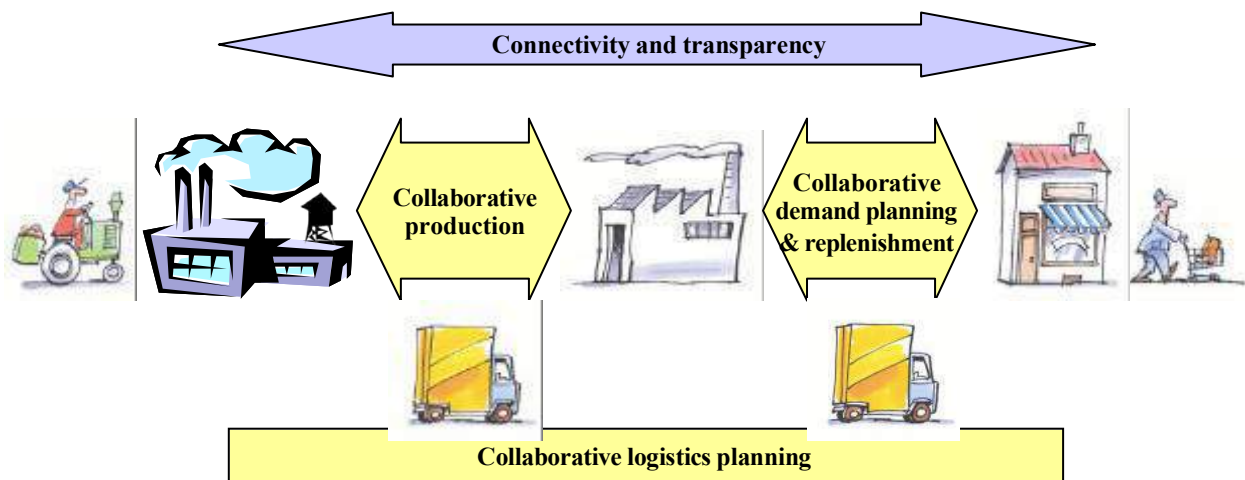 Connectivity and transparency
Collaborative
production
Collaborative
demand planning
& replenishment
Collaborative logistics planning